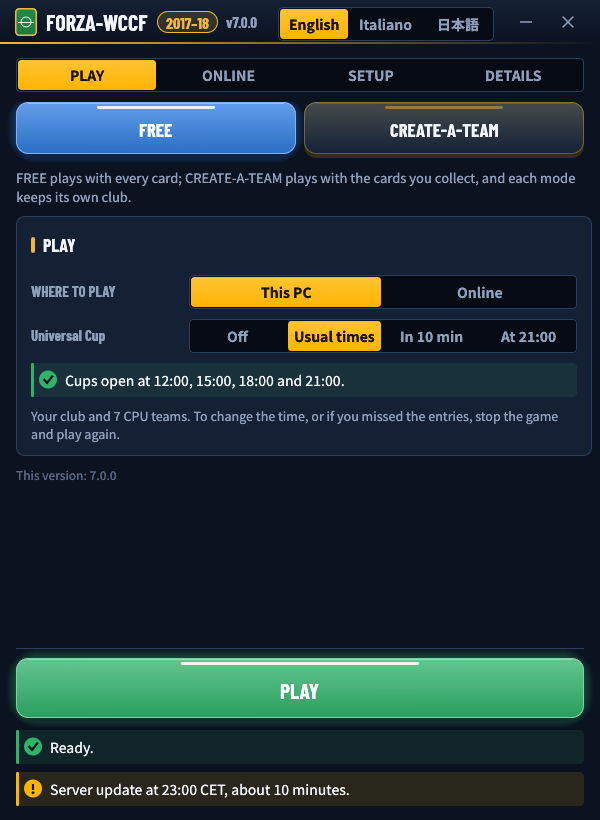 FORZA-WCCF 2017-18 v7.0.0 English Italiano 日本語
PLAY ONLINE SETUP DETAILS
FREE CREATE-A-TEAM
FREE plays with every card; CREATE-A-TEAM plays with the cards you collect, and each mode
keeps its own club.
PLAY
WHERE TO PLAY This PC Online
Universal Cup Off Usual times In 10 min At 21:00
Cups open at 12:00, 15:00, 18:00 and 21:00.
Your club and 7 CPU teams. To change the time, or if you missed the entries, stop the game
and play again.
This version: 7.0.0
PLAY
Ready.
Server update at 23:00 CET, about 10 minutes.